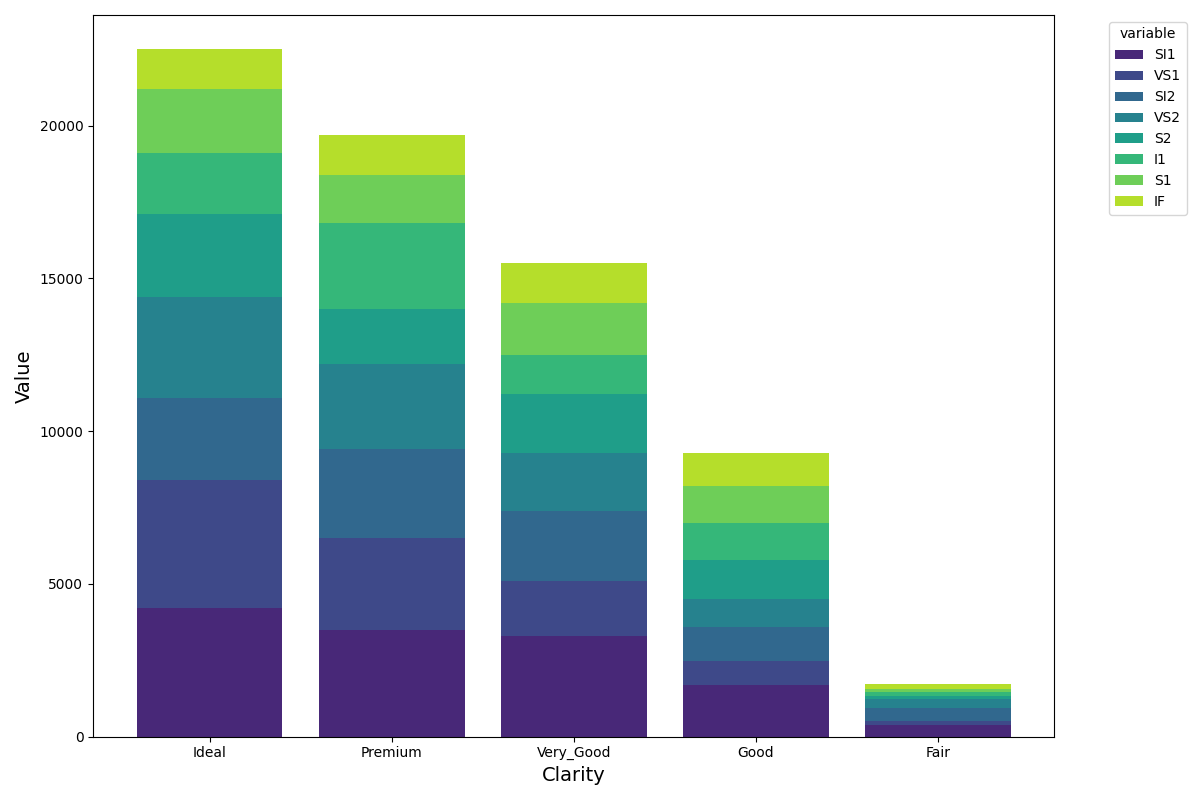 variable
SI1
VS1
SI2
VS2
S2
I1
S1
IF
20000
15000
10000
5000
0
Value
Ideal Premium Very_Good Good Fair
Clarity